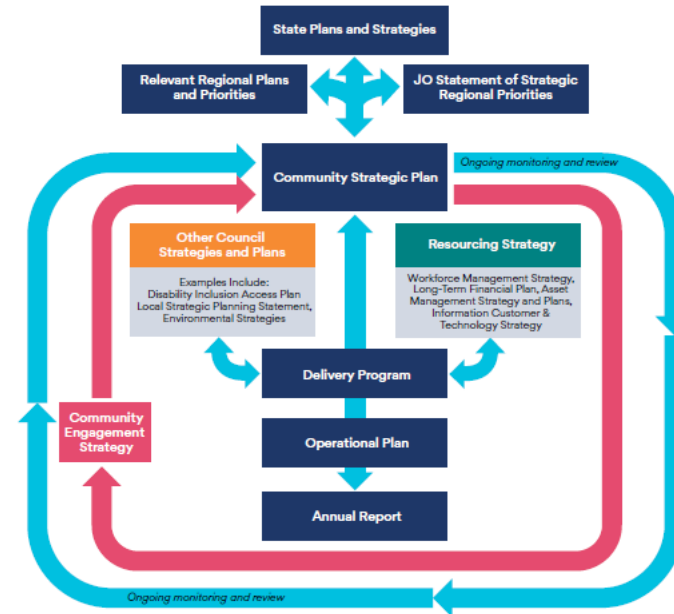 State Plans and Strategies
Relevant Regional Plans
and Priorities
JO Statement of Strategic
Regional Priorities
Community Strategic Plan
Ongoing monitoring and review
Other Council
Strategies and Plans
Examples Include:
Disability Inclusion Access Plan
Local Strategic Planning Statement,
Environmental Strategies
Resourcing Strategy
Workforce Management Strategy,
Long-Term Financial Plan, Asset
Management Strategy and Plans,
Information Customer &
Technology Strategy
Delivery Program
Community
Engagement
Strategy
Operational Plan
Annual Report
Ongoing monitoring and review